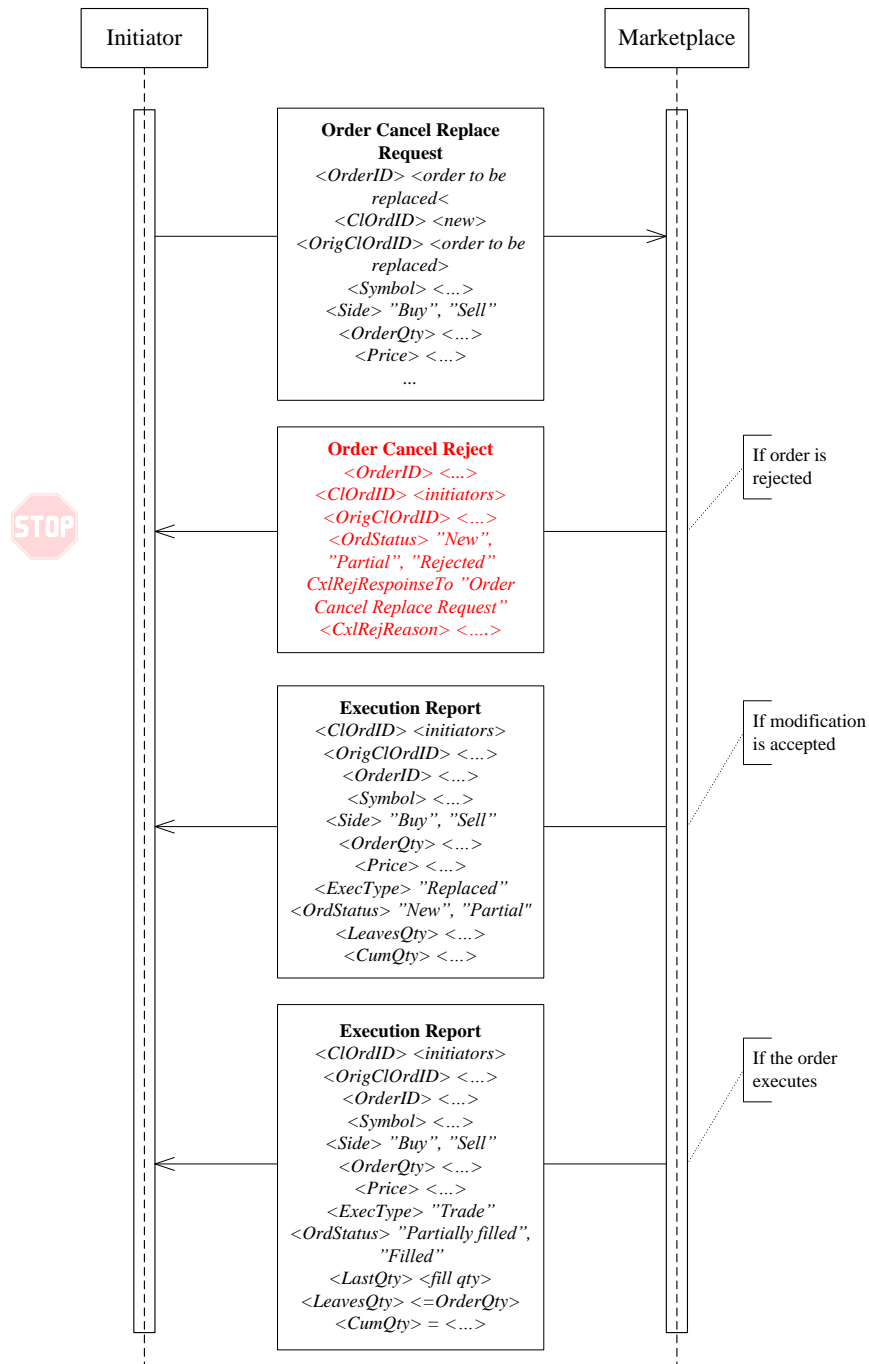 Initiator
Marketplace
Order Cancel Replace
Request
<OrderID> <order to be
replaced<
<ClOrdID> <new>
<OrigClOrdID> <order to be
replaced>
<Symbol> <...>
<Side> ”Buy”, ”Sell”
<OrderQty> <...>
<Price> <...>
...
Order Cancel Reject
<OrderID> <...>
<ClOrdID> <initiators>
<OrigClOrdID> <...>
<OrdStatus> ”New”,
”Partial”, ”Rejected”
CxlRejRespoinseTo ”Order
Cancel Replace Request”
<CxlRejReason> <....>
If order is
rejected
STOP
Execution Report
<ClOrdID> <initiators>
<OrigClOrdID> <...>
<OrderID> <...>
<Symbol> <...>
<Side> ”Buy”, ”Sell”
<OrderQty> <...>
<Price> <...>
<ExecType> ”Replaced”
<OrdStatus> ”New”, ”Partial"
<LeavesQty> <...>
<CumQty> <...>
If modification
is accepted
Execution Report
<ClOrdID> <initiators>
<OrigClOrdID> <...>
<OrderID> <...>
<Symbol> <...>
<Side> ”Buy”, ”Sell”
<OrderQty> <...>
<Price> <...>
<ExecType> ”Trade”
<OrdStatus> ”Partially filled”,
”Filled”
<LastQty> <fill qty>
<LeavesQty> <=OrderQty>
<CumQty> = <...>
If the order
executes